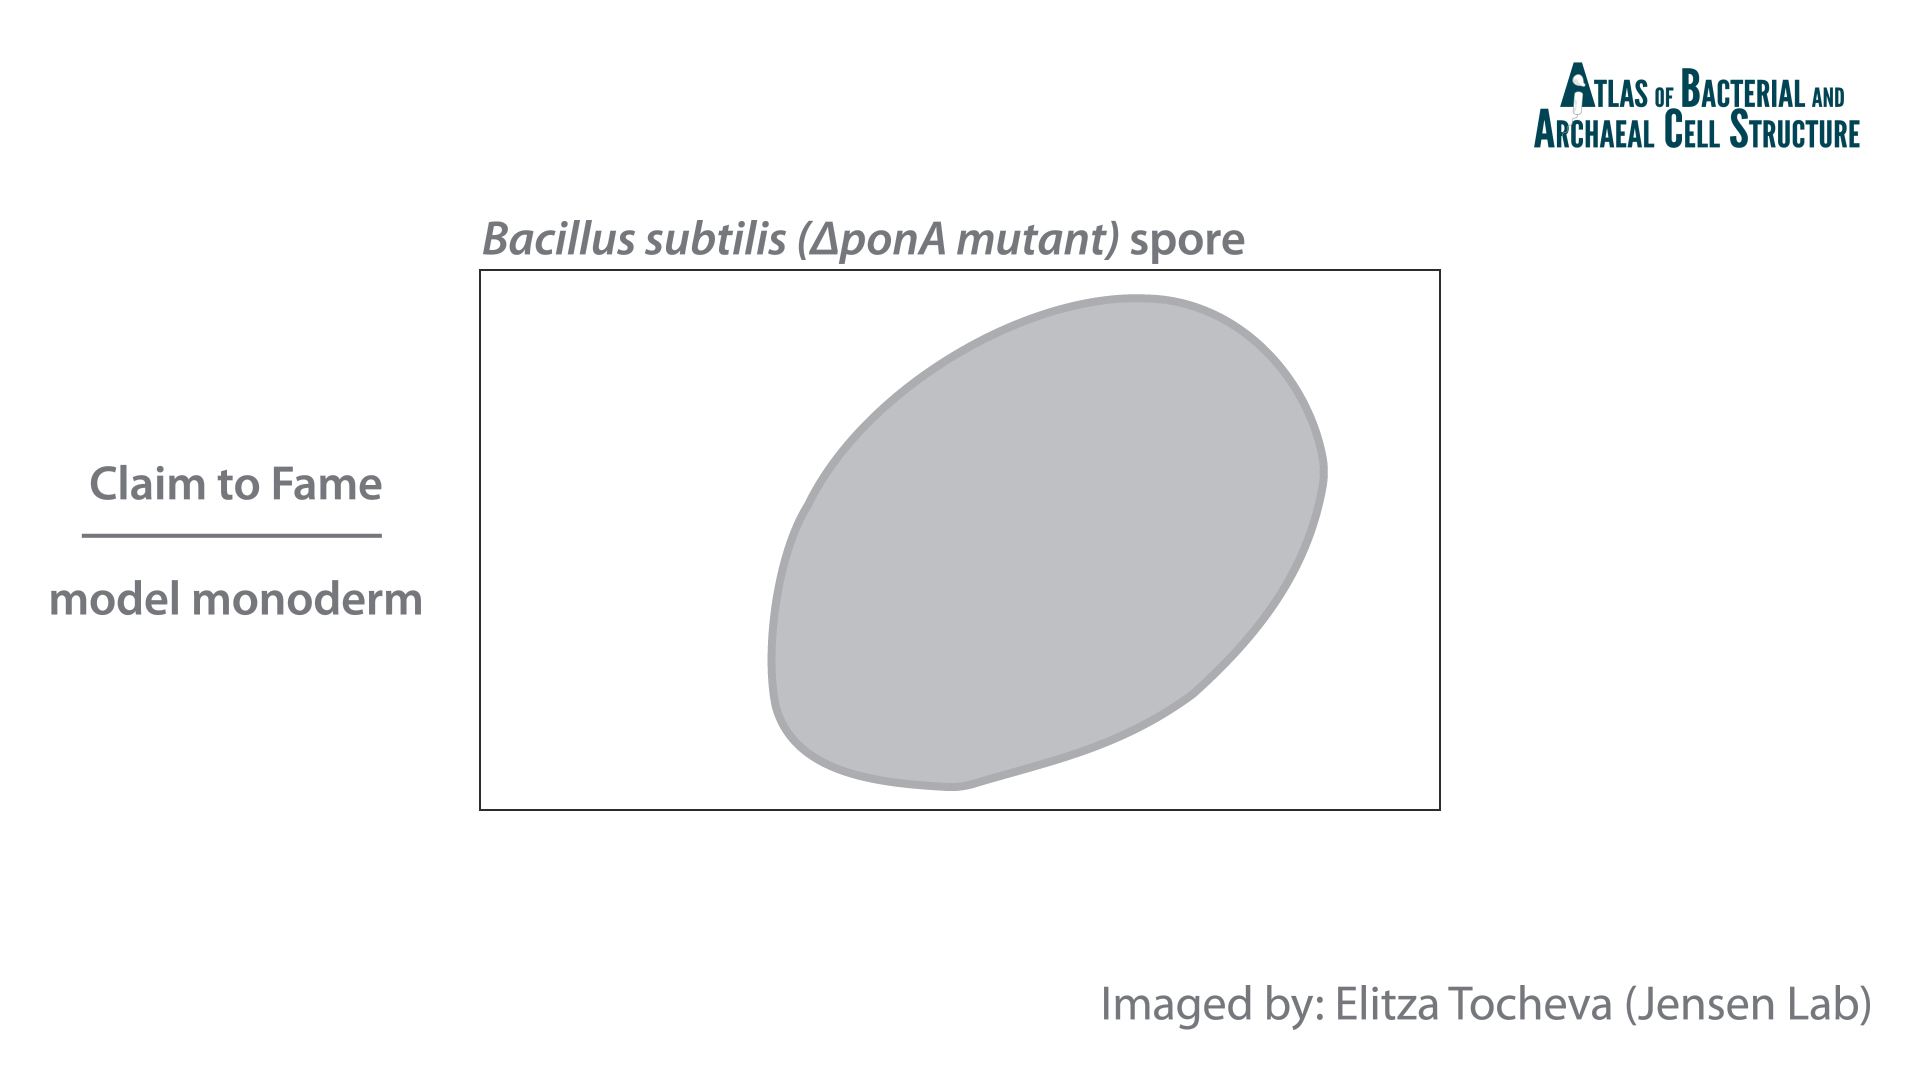 ATLAS OF BACTERIAL AND
ARCHAEAL CELL STRUCTURE
Bacillus subtilis (ΔponA mutant) spore
Claim to Fame
model monoderm
Imaged by: Elitza Tocheva (Jensen Lab)